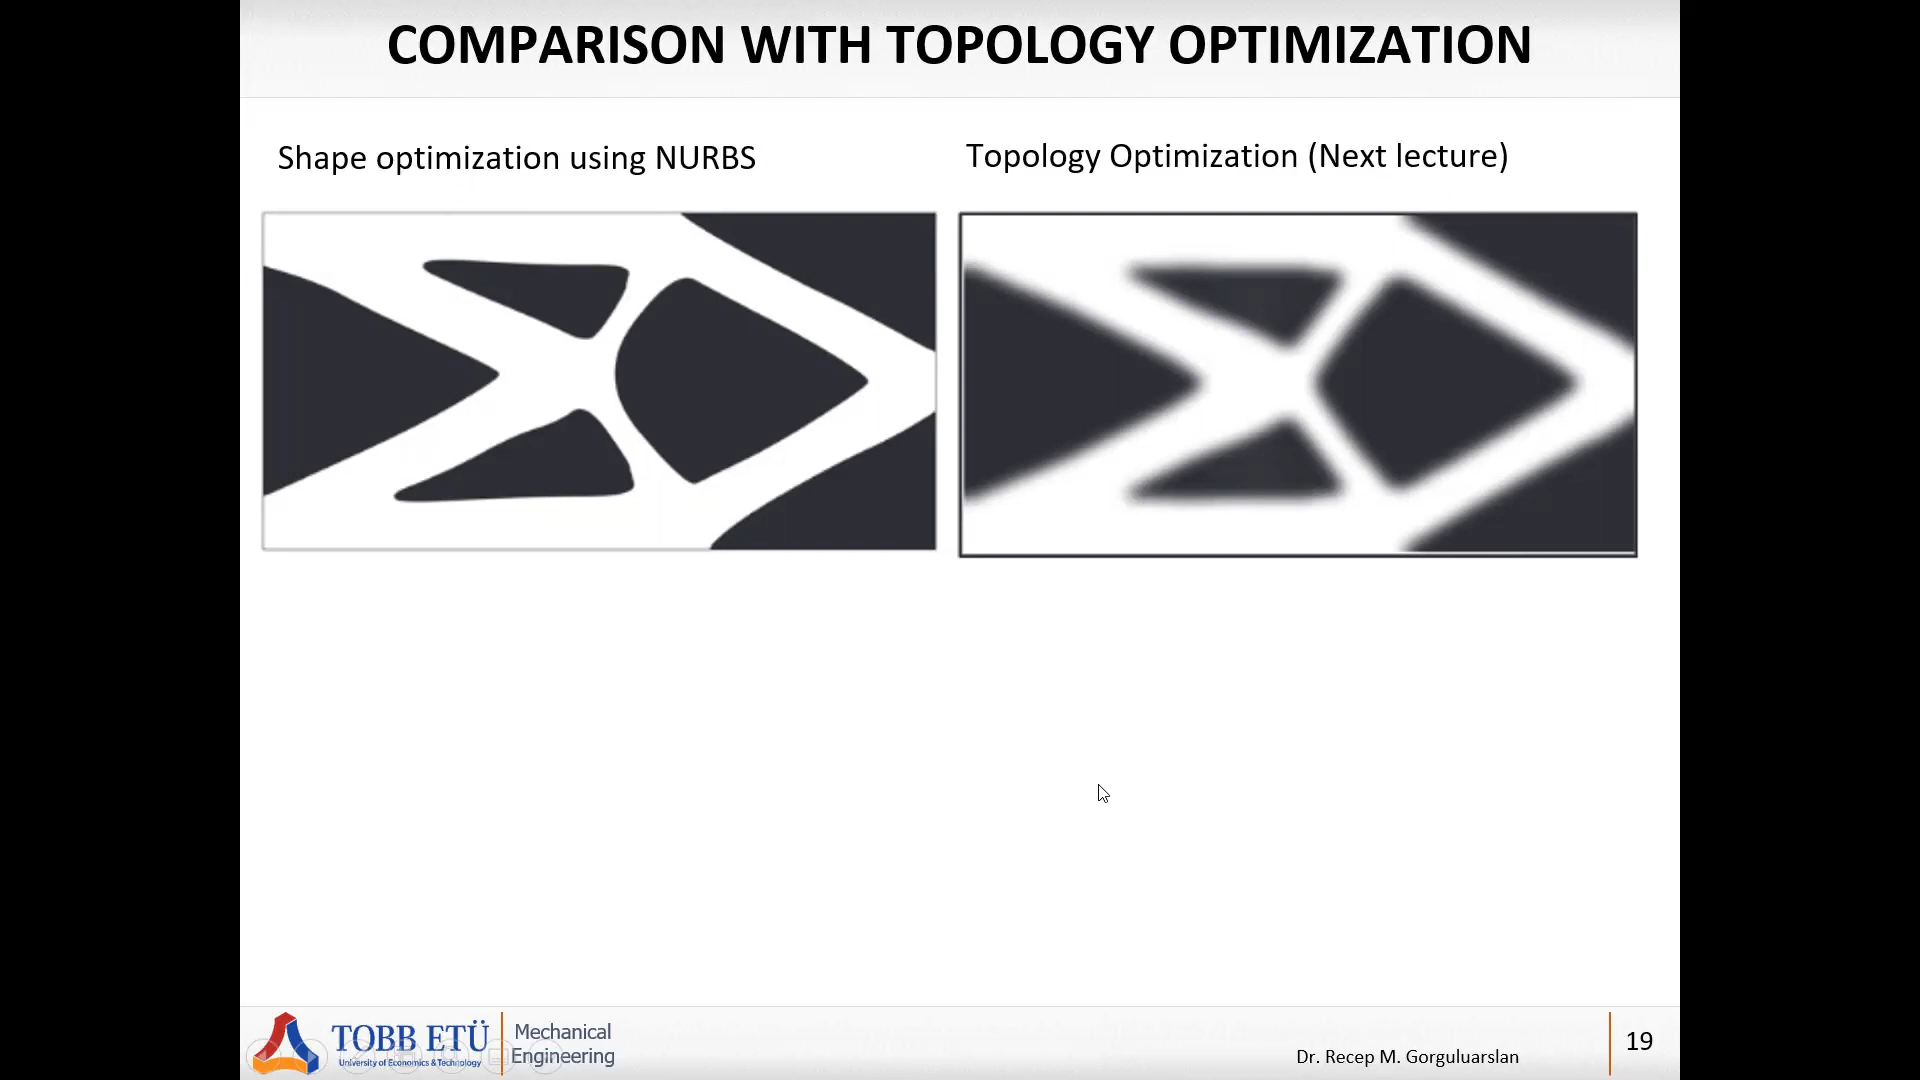 COMPARISON WITH TOPOLOGY OPTIMIZATION
Shape optimization using NURBS
Topology Optimization (Next lecture)
TOBB ETÜ
University of Economics & Technology
Mechanical
Engineering
Dr. Recep M. Gorguluarslan
19